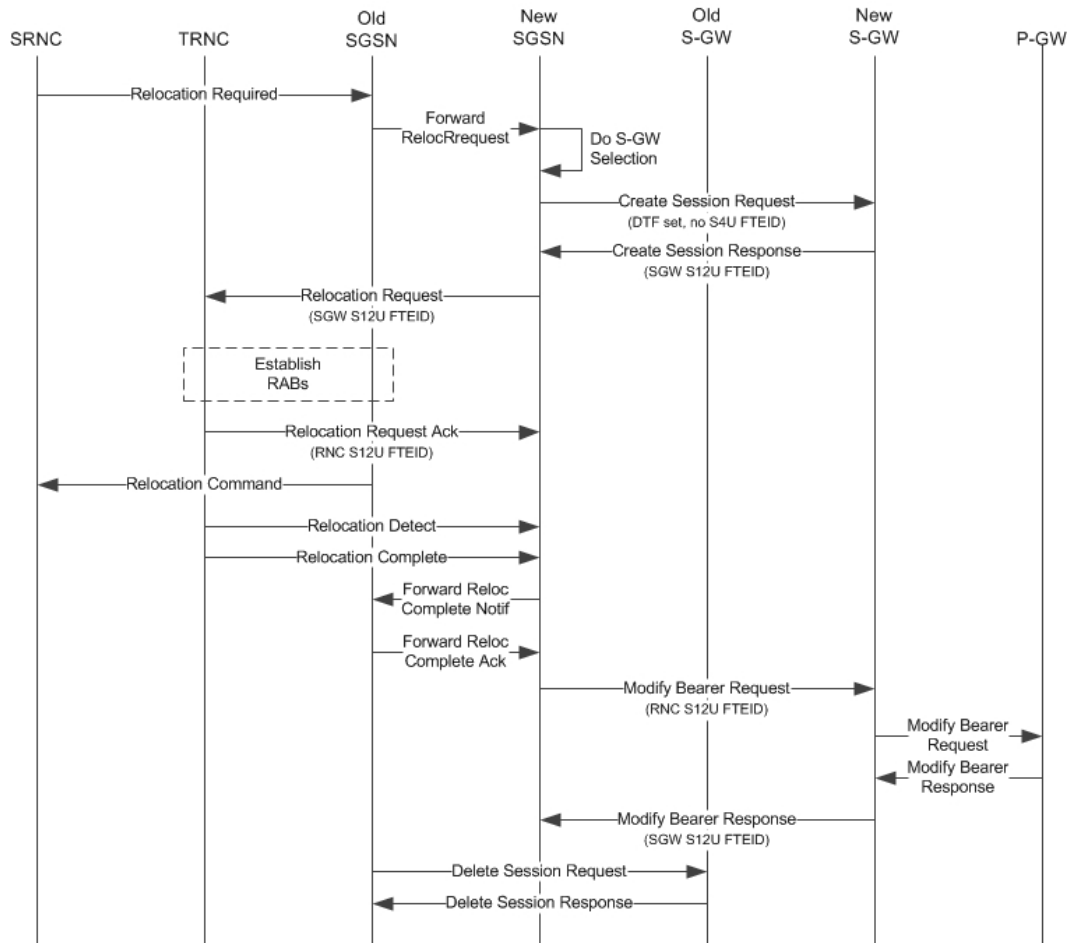 SRNC
TRNC
Old
SGSN
New
SGSN
Old
S-GW
New
S-GW
P-GW
Relocation Required
Forward
RelocRrequest
Do S-GW
Selection
Create Session Request
(DTF set, no S4U FTEID)
Create Session Response
(SGW S12U FTEID)
Relocation Request
(SGW S12U FTEID)
Establish
RABs
Relocation Request Ack
(RNC S12U FTEID)
Relocation Command
Relocation Detect
Relocation Complete
Forward Reloc
Complete Notif
Forward Reloc
Complete Ack
Modify Bearer Request
(RNC S12U FTEID)
Modify Bearer
Request
Modify Bearer
Response
Modify Bearer Response
(SGW S12U FTEID)
Delete Session Request
Delete Session Response